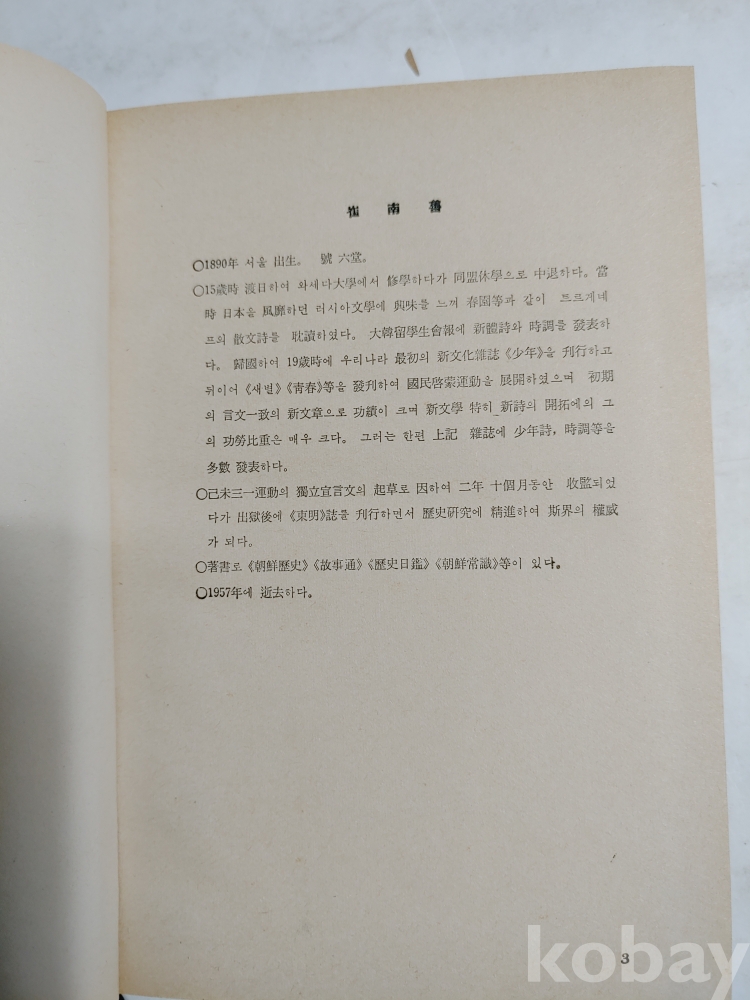 崔南善
○1890年 서울 出生。 號 六堂。
○15歲時 渡日하여 와세다大學에서 修學하다가 同盟休學으로 中退하다。當
時 日本을 風靡하던 러시아文學에 興味를 느껴 春園等과 같이 트르게네
프의 散文詩를 耽讀하였다。 大韓留學生會報에 新體詩와 時調를 發表하
다。 歸國하여 19歲時에 우리나라 最初의 新文化雜誌《少年》을 刊行하고
뒤이어《새별》《靑春》等을 發刊하여 國民啓蒙運動을 展開하였으며 初期
의 言文一致의 新文章으로 功績이 크며 新文學 特히 新詩의 開拓에의 그
의 功勞比重은 매우 크다。 그러는 한편 上記 雜誌에 少年詩, 時調等을
多數 發表하다。
○己未三一運動의 獨立宣言文의 起草로 因하여 二年 十個月동안 收監되었
다가 出獄後에《東明》誌를 刊行하면서 歷史硏究에 精進하여 斯界의 權威
가 되다。
○著書로《朝鮮歷史》《故事通》《歷史日鑑》《朝鮮常識》等이 있다。
○1957年에 逝去하다。
3
kobay